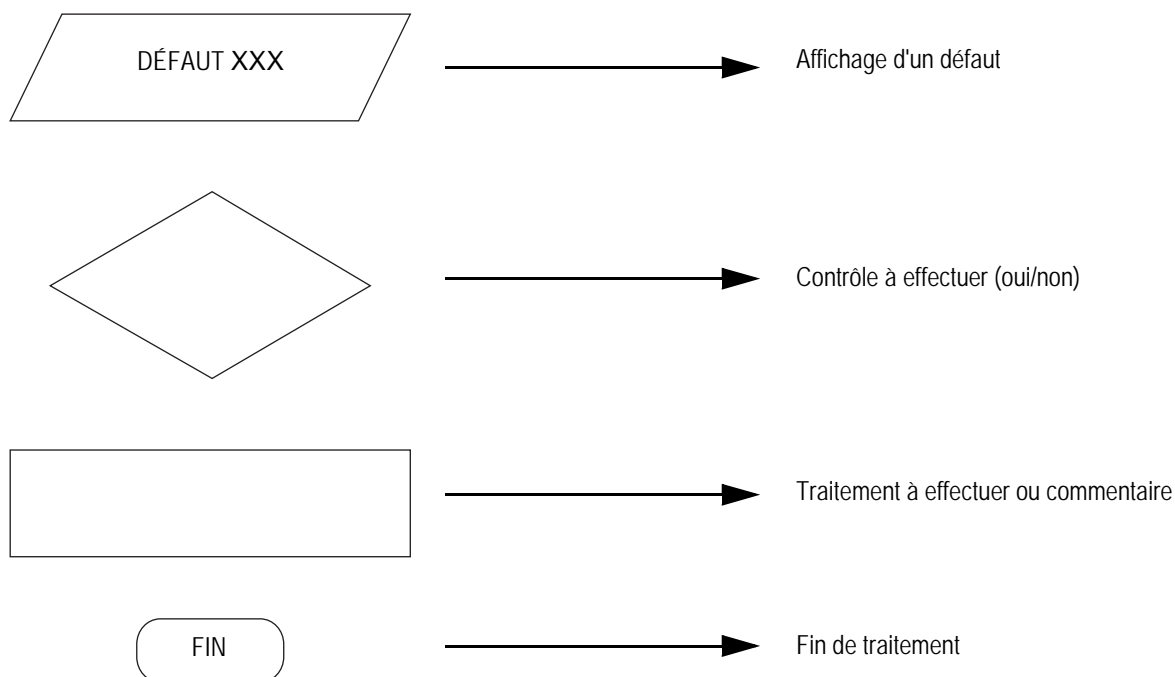 DÉFAUT XXX
Affichage d'un défaut
Contrôle à effectuer (oui/non)
Traitement à effectuer ou commentaire
FIN
Fin de traitement